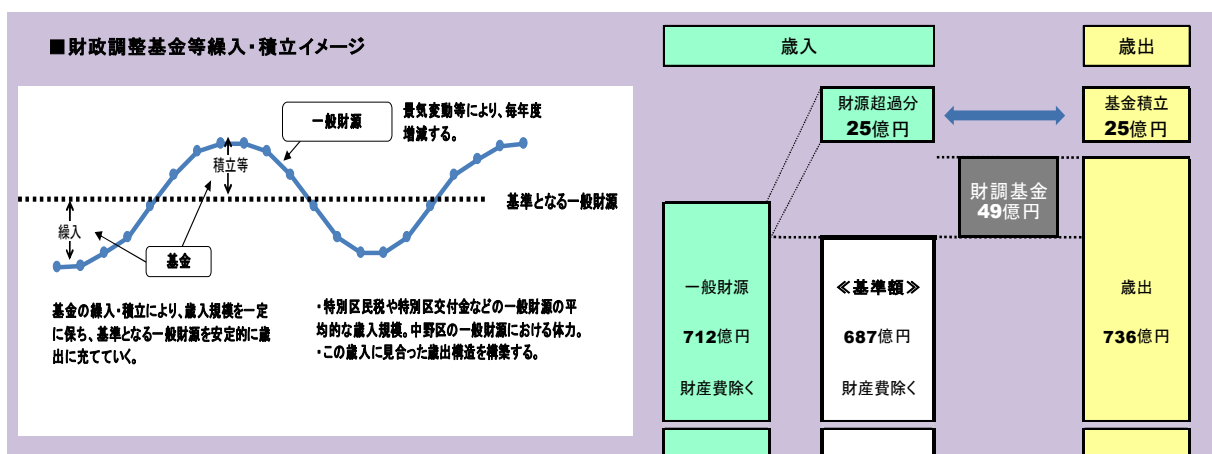 ■財政調整基金等繰入・積立イメージ
一般財源
景気変動等により、毎年度
増減する。
積立等
基準となる一般財源
繰入
基金
基金の繰入・積立により、歳入規模を一定
に保ち、基準となる一般財源を安定的に歳
出に充てていく。
・特別区民税や特別区交付金などの一般財源の平
均的な歳入規模。中野区の一般財源における体力。
・この歳入に見合った歳出構造を構築する。
歳入
歳出
財源超過分
25億円
基金積立
25億円
財調基金
49億円
一般財源
712億円
財産費除く
≪基準額≫
687億円
財産費除く
歳出
736億円